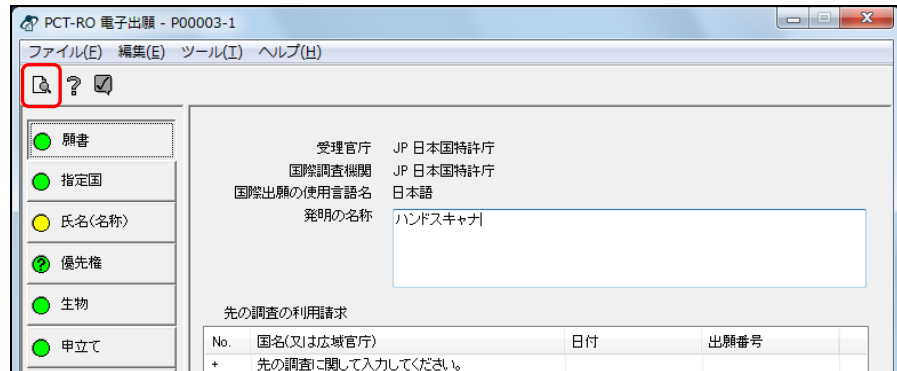 PCT-RO 電子出願 - P00003-1
ファイル(F) 編集(E) ツール(T) ヘルプ(H)
願書
指定国
氏名(名称)
優先権
生物
申立て
受理官庁 JP 日本国特許庁
国際調査機関 JP 日本国特許庁
国際出願の使用言語名 日本語
発明の名称 ハンドスキャナ
先の調査の利用請求
No. 国名(又は広域官庁) 日付 出願番号
+ 先の調査に関して入力してください。